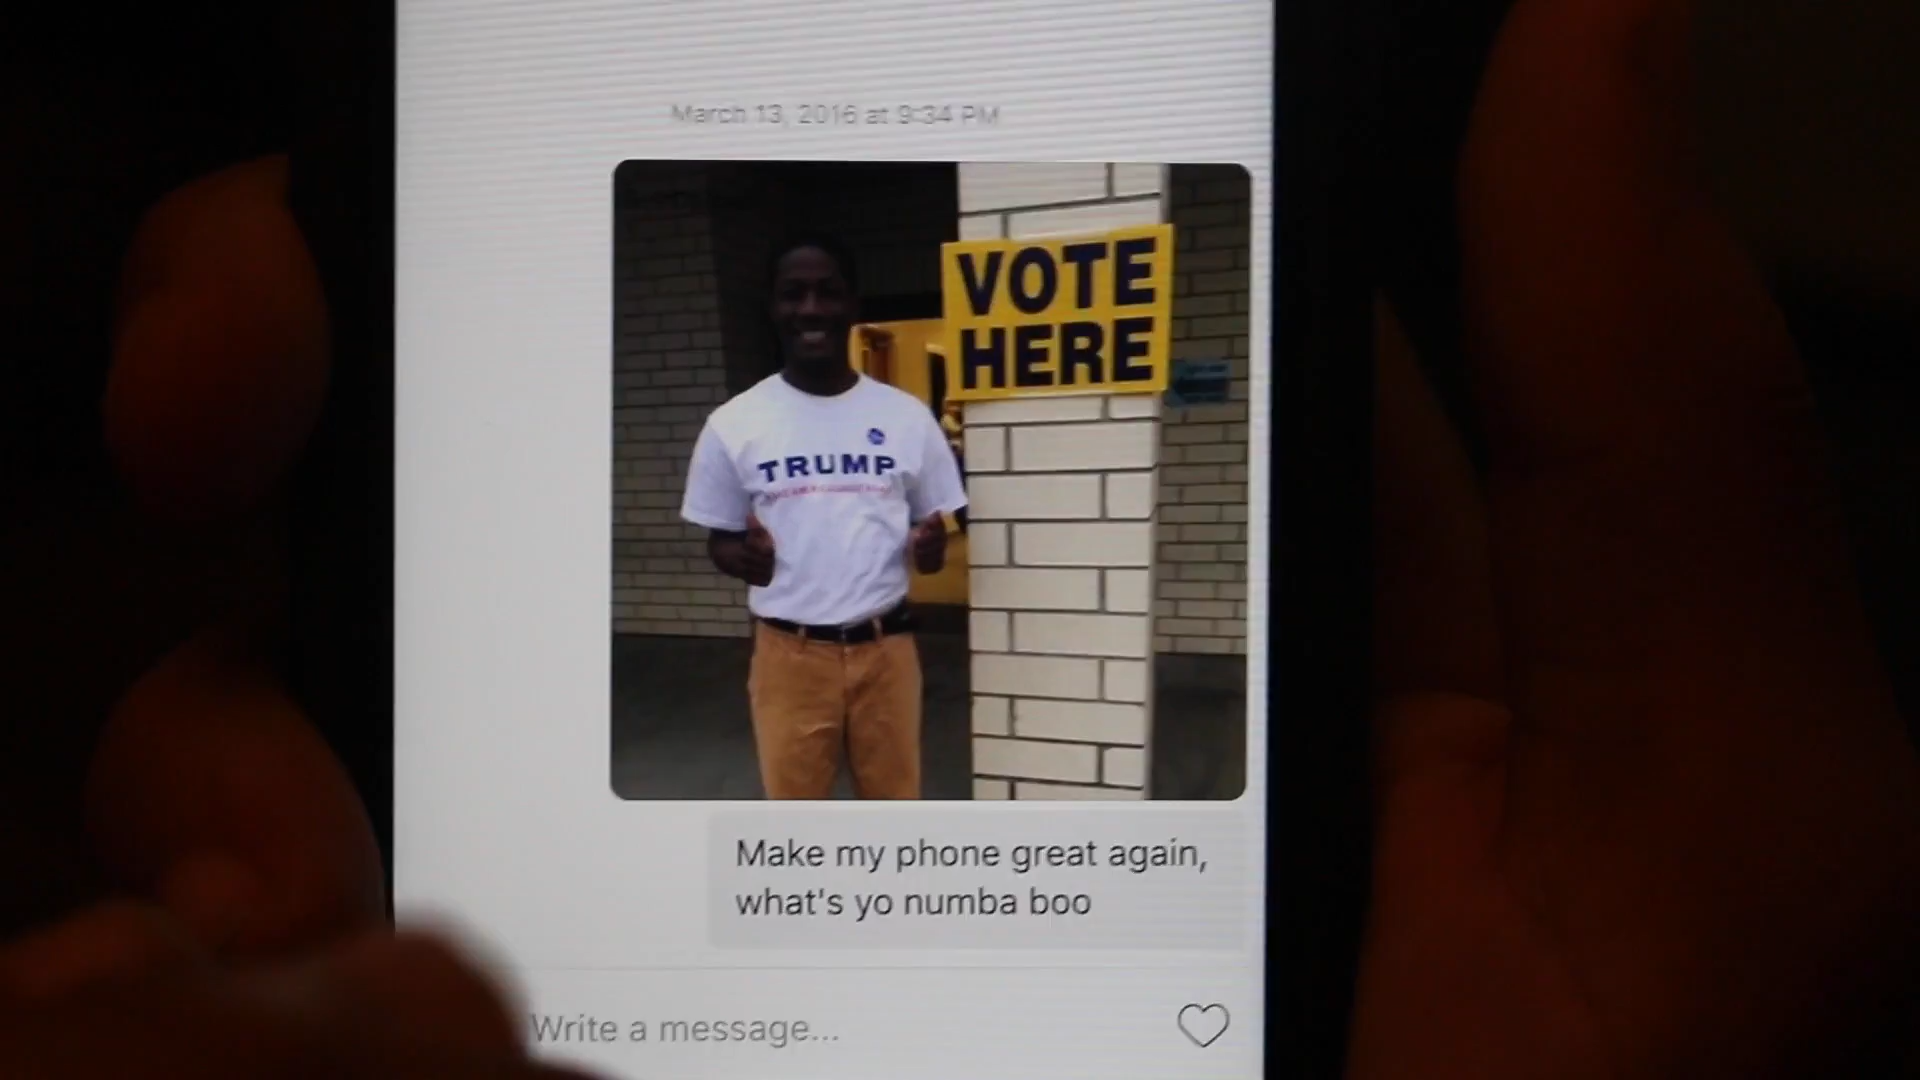 March 13, 2016 at 9:34 PM
VOTE
HERE
TRUMP
Make my phone great again,
what's yo numba boo
Write a message...